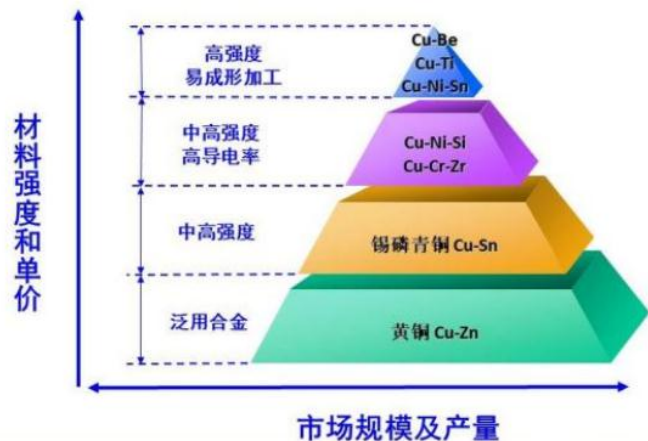 材料强度和单价
高强度
易成形加工
Cu-Be
Cu-Ti
Cu-Ni-Sn
中高强度
高导电率
Cu-Ni-Si
Cu-Cr-Zr
中高强度
锡磷青铜 Cu-Sn
泛用合金
黄铜 Cu-Zn
市场规模及产量